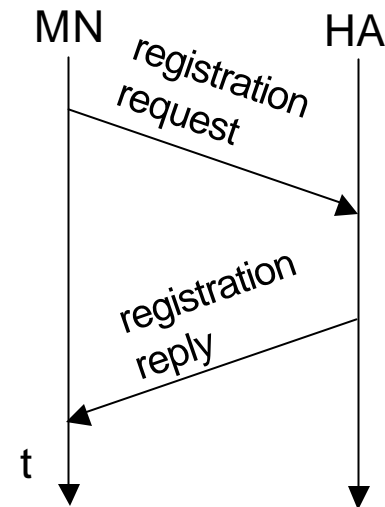 MN
HA
registration
request
registration
reply
t